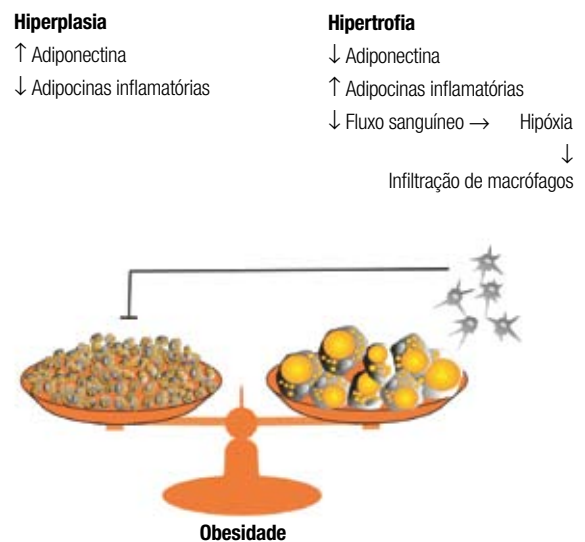 Hiperplasia
↑ Adiponectina
↓ Adipocinas inflamatórias
Hipertrofia
↓ Adiponectina
↑ Adipocinas inflamatórias
↓ Fluxo sanguíneo → Hipóxia
↓
Infiltração de macrófagos
Obesidade